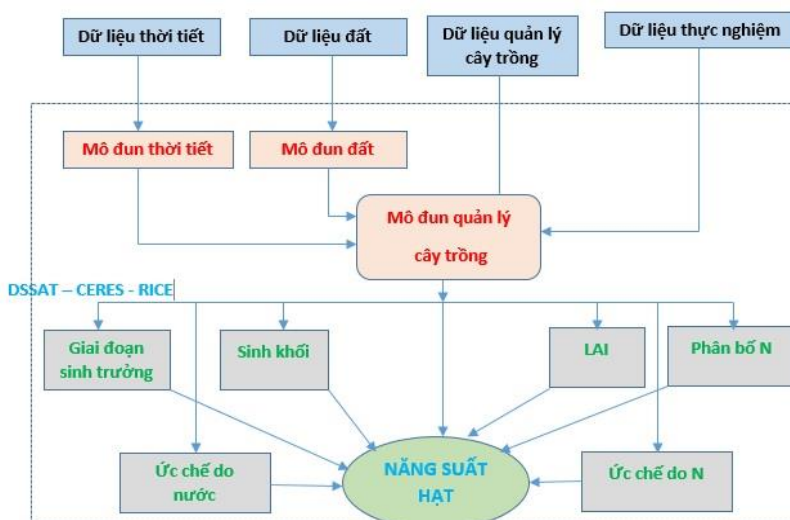 Dữ liệu thời tiết
Dữ liệu đất
Dữ liệu quản lý
cây trồng
Dữ liệu thực nghiệm
Mô đun thời tiết
Mô đun đất
Mô đun quản lý
cây trồng
DSSAT – CERES - RICE
Giai đoạn
sinh trưởng
Sinh khối
LAI
Phân bố N
Ức chế do
nước
NĂNG SUẤT
HẠT
Ức chế do N